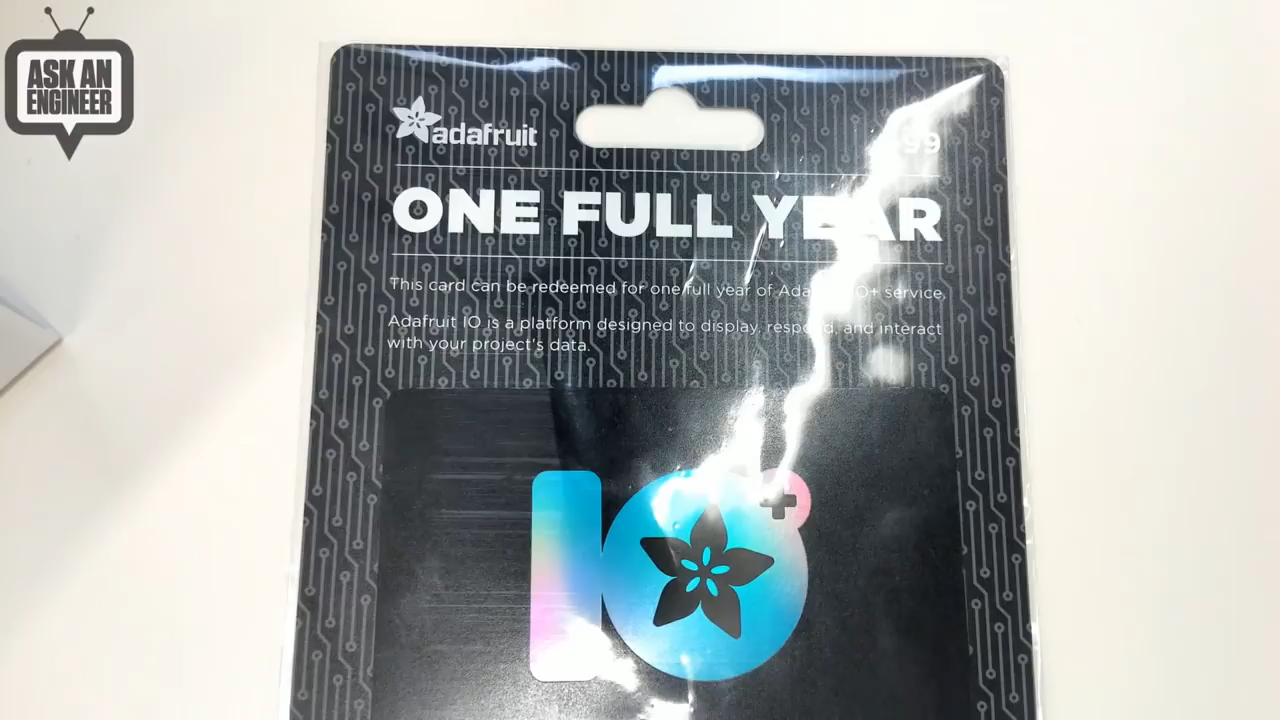 ASK AN
ENGINEER
adafruit
99
ONE FULL YEAR
This card can be redeemed for one full year of IO+ service.
Adafruit IO is a platform designed to display, respond, and interact
with your project's data.
IO+